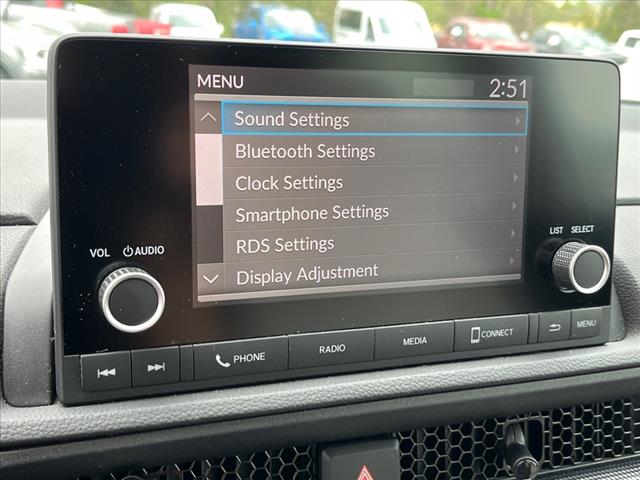 MENU 2:51
Sound Settings
Bluetooth Settings
Clock Settings
Smartphone Settings
RDS Settings
Display Adjustment
VOL AUDIO
LIST SELECT
PHONE RADIO MEDIA CONNECT MENU